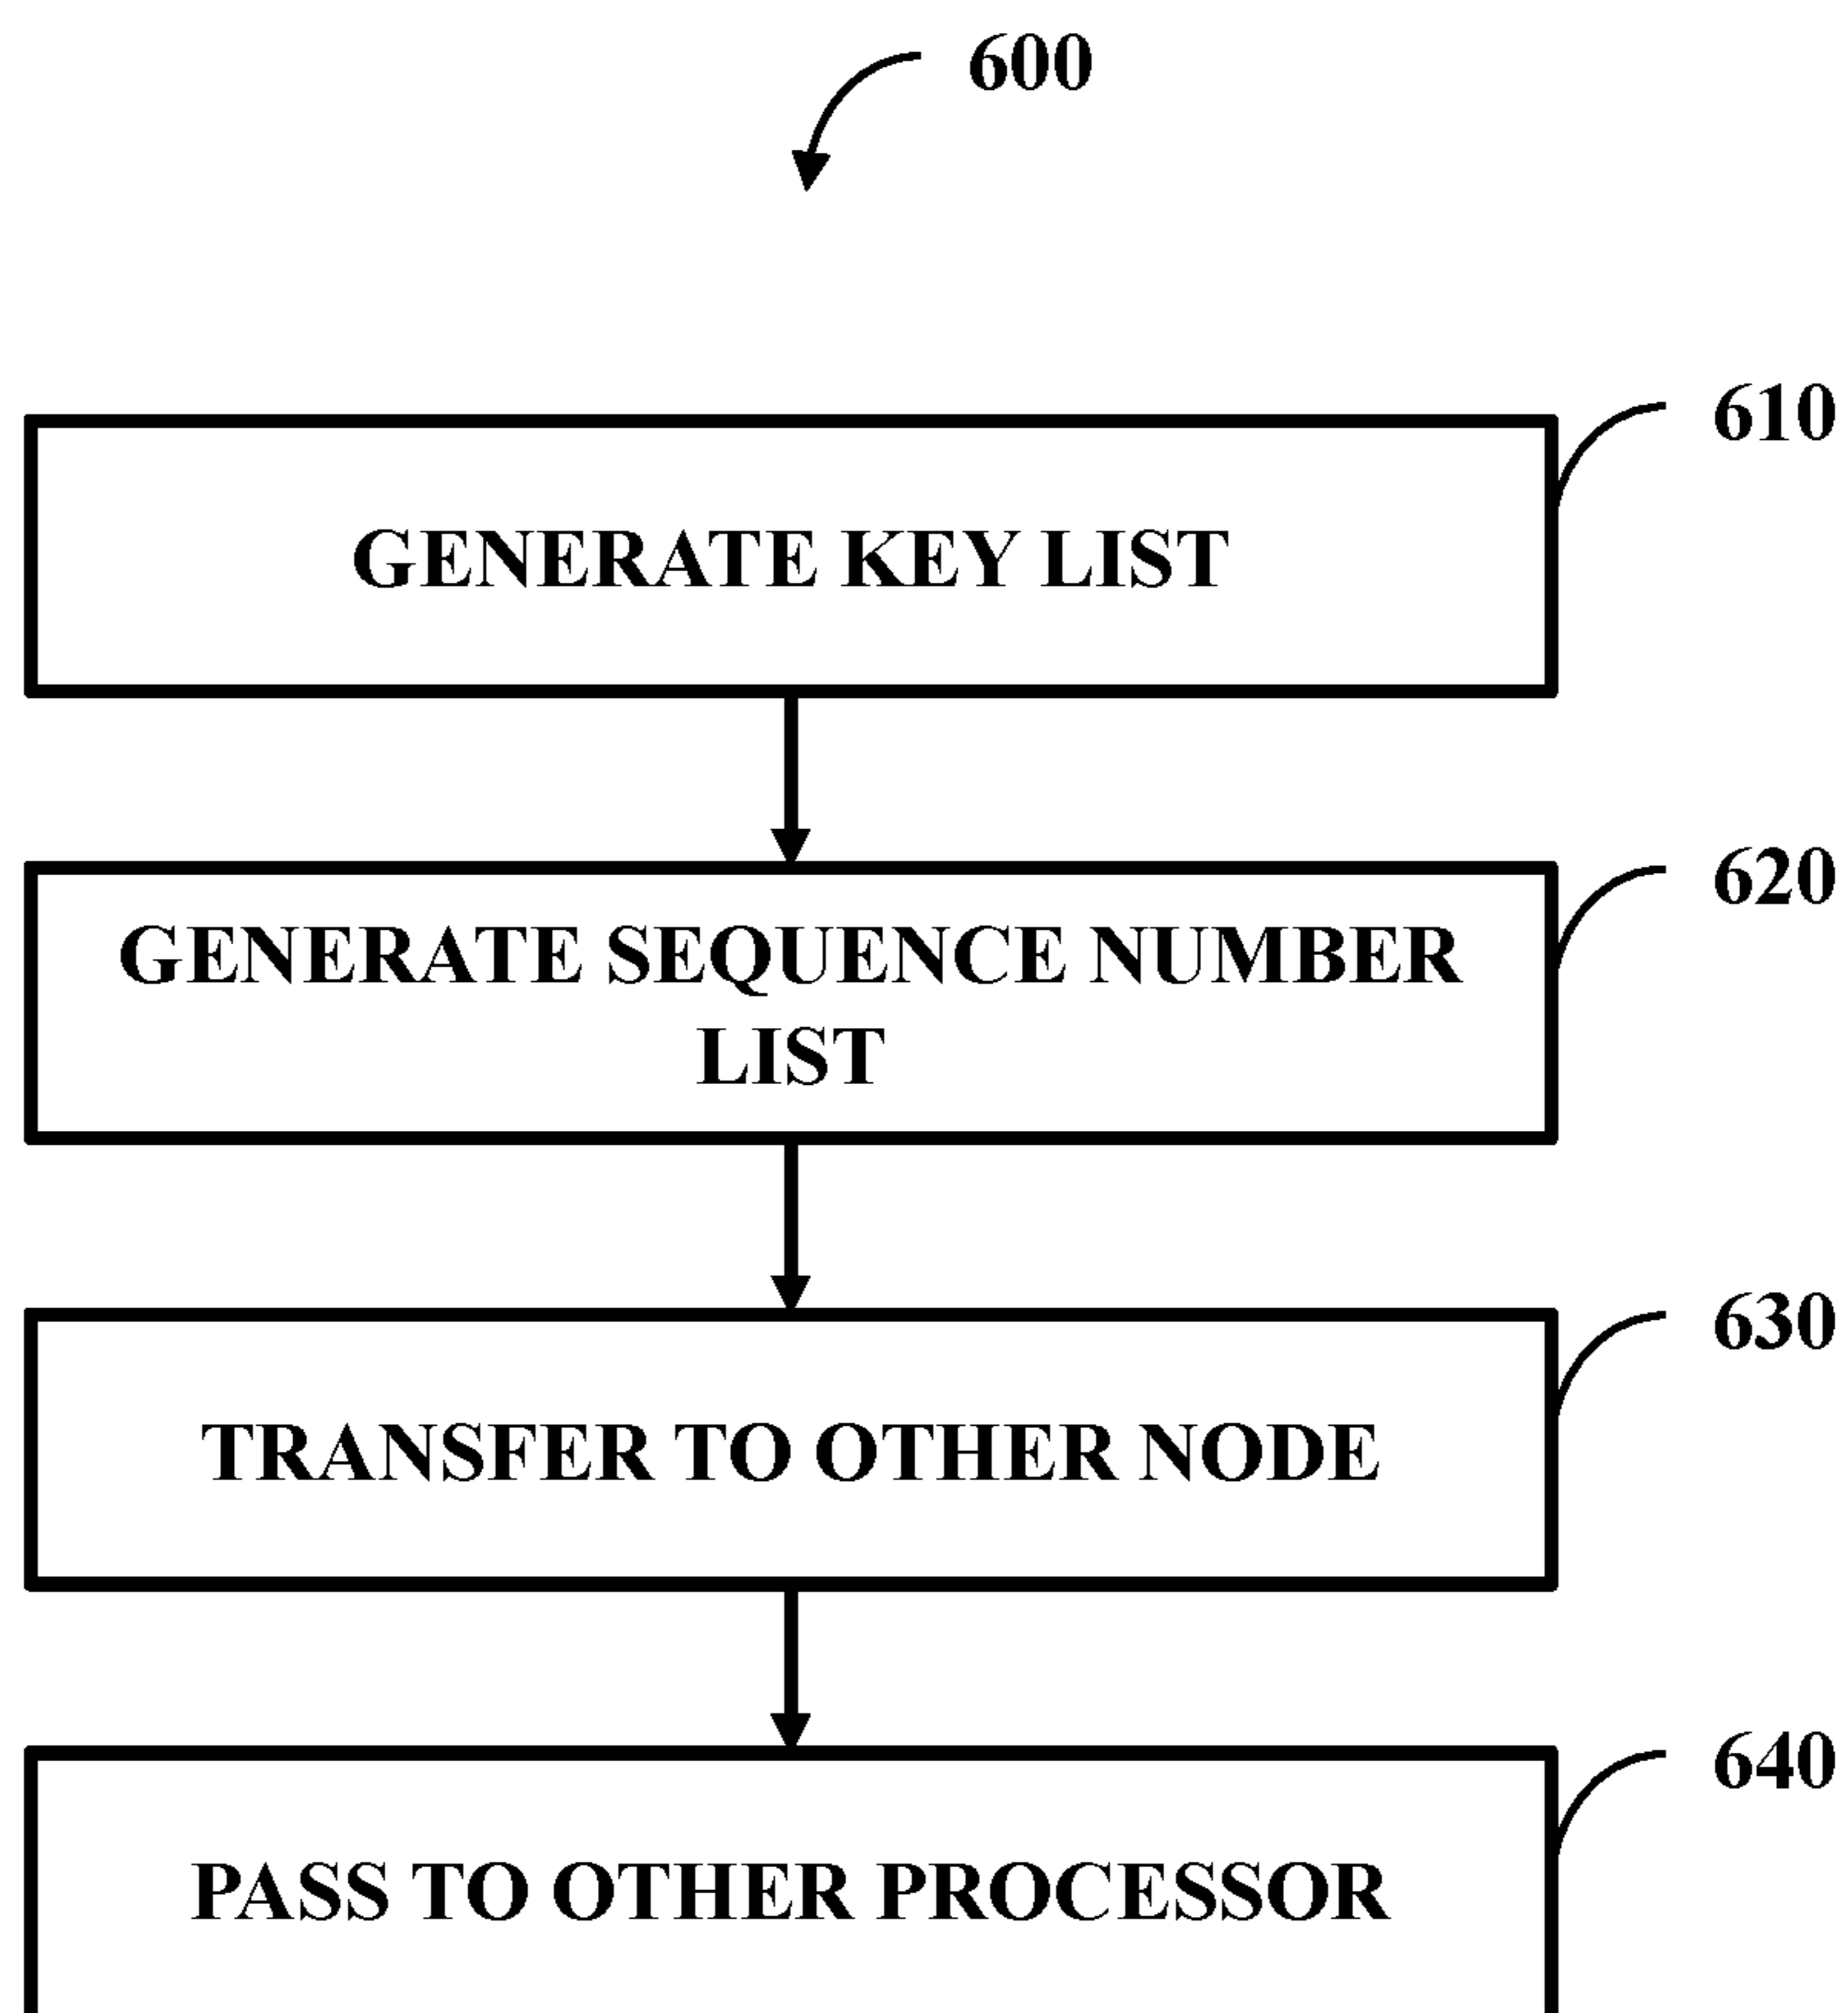 600
610
GENERATE KEY LIST
620
GENERATE SEQUENCE NUMBER
LIST
630
TRANSFER TO OTHER NODE
640
PASS TO OTHER PROCESSOR